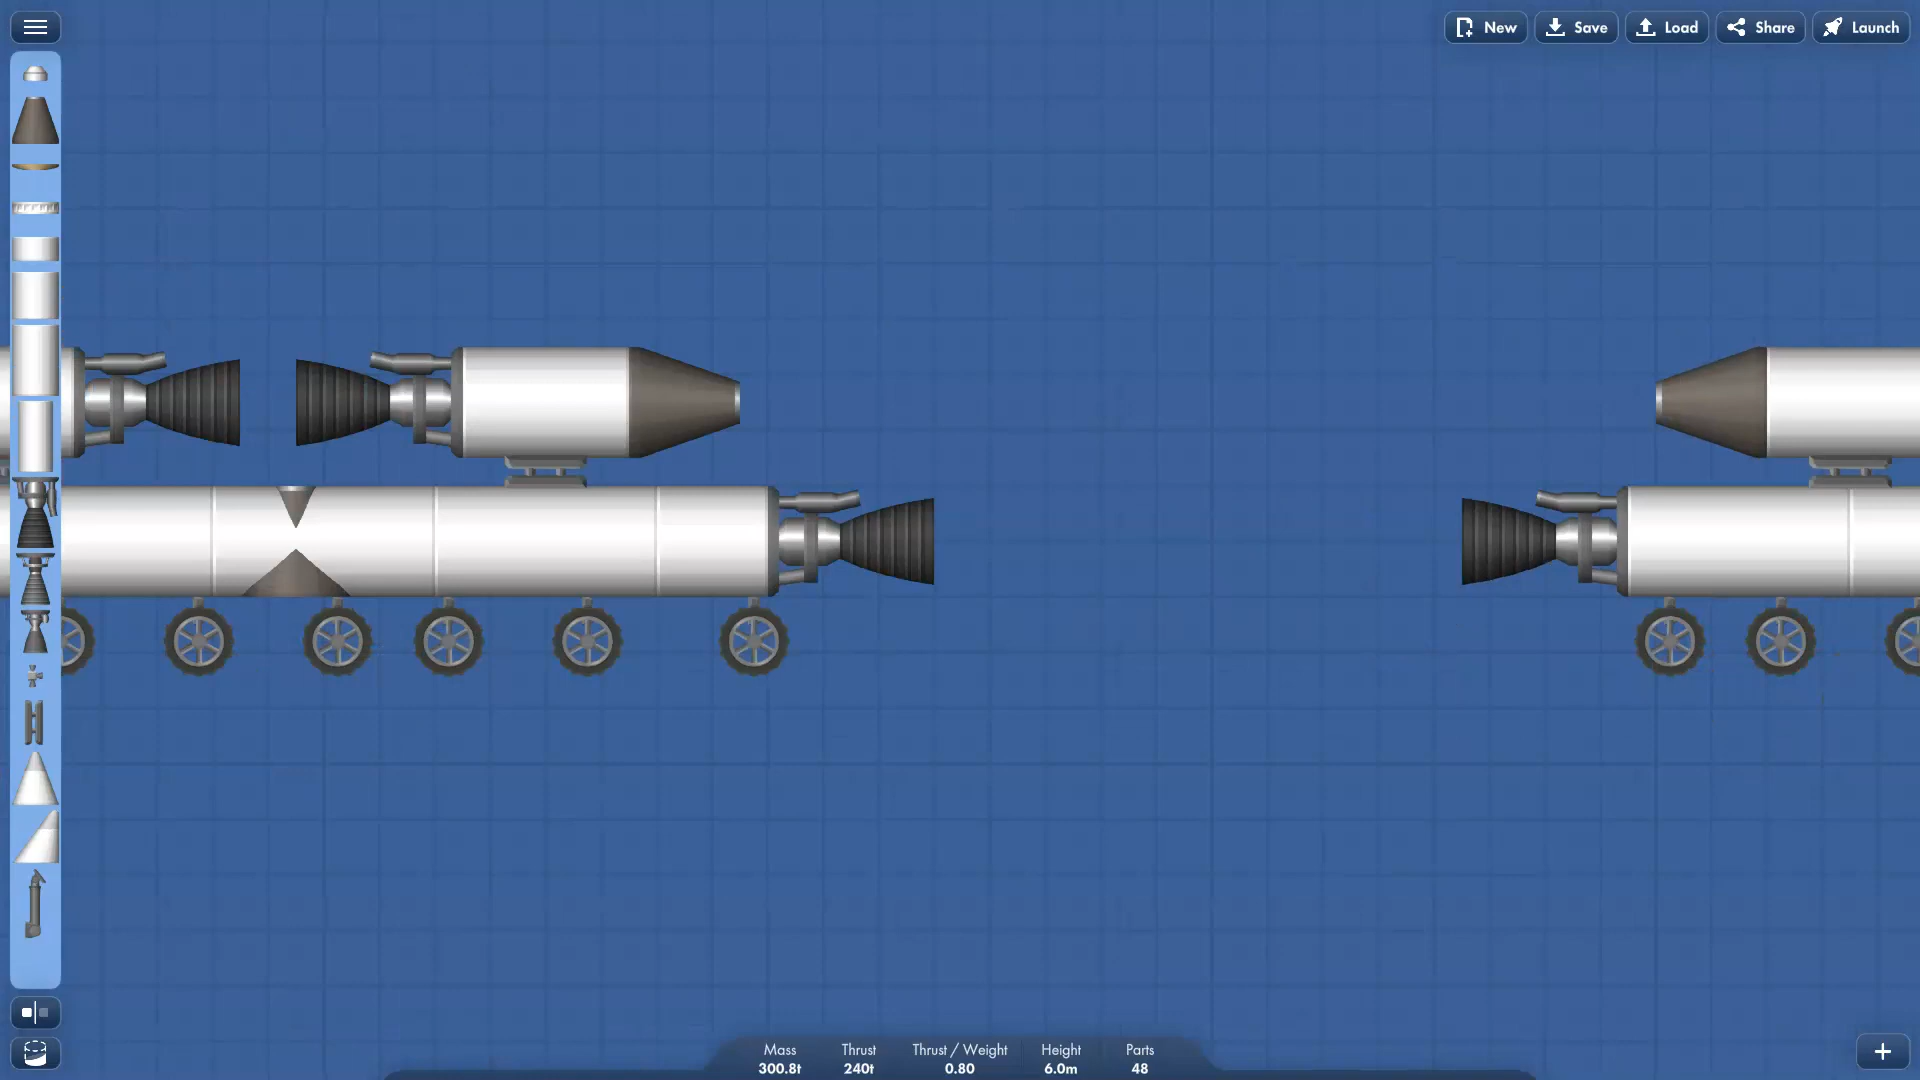 New
Save
Load
Share
Launch
Mass
Thrust
Thrust / Weight
Height
Parts
300.8t
240t
0.80
6.0m
48